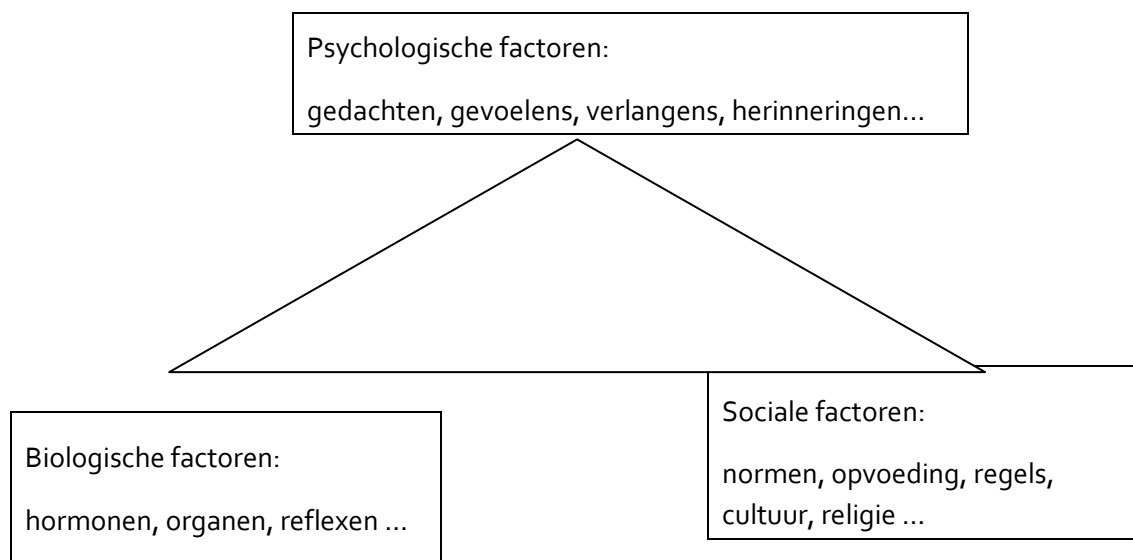 Psychologische factoren:
gedachten, gevoelens, verlangens, herinneringen...
Biologische factoren:
hormonen, organen, reflexen ...
Sociale factoren:
normen, opvoeding, regels,
cultuur, religie ...